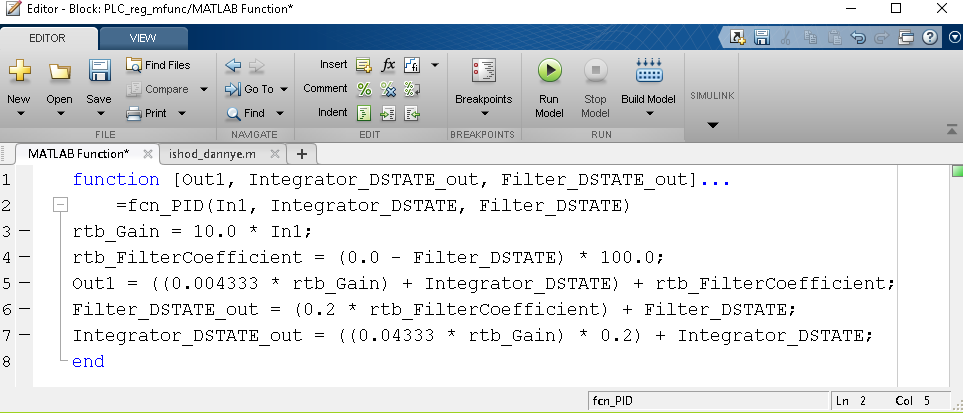 Editor - Block: PLC_reg_mfunc/MATLAB Function*
EDITOR VIEW
New Open Save
Find Files
Compare
Print
FILE
Go To
Find
NAVIGATE
Insert fx fi
Comment % % %
Indent
EDIT
Breakpoints
BREAKPOINTS
Run Model Stop Model Build Model
RUN
SIMULINK
MATLAB Function* × ishod_dannye.m × +
1 function [Out1, Integrator_DSTATE_out, Filter_DSTATE_out]...
2 =fcn_PID(In1, Integrator_DSTATE, Filter_DSTATE)
3 — rtb_Gain = 10.0 * In1;
4 — rtb_FilterCoefficient = (0.0 - Filter_DSTATE) * 100.0;
5 — Out1 = ((0.004333 * rtb_Gain) + Integrator_DSTATE) + rtb_FilterCoefficient;
6 — Filter_DSTATE_out = (0.2 * rtb_FilterCoefficient) + Filter_DSTATE;
7 — Integrator_DSTATE_out = ((0.04333 * rtb_Gain) * 0.2) + Integrator_DSTATE;
8 end
fcn_PID Ln 2 Col 5